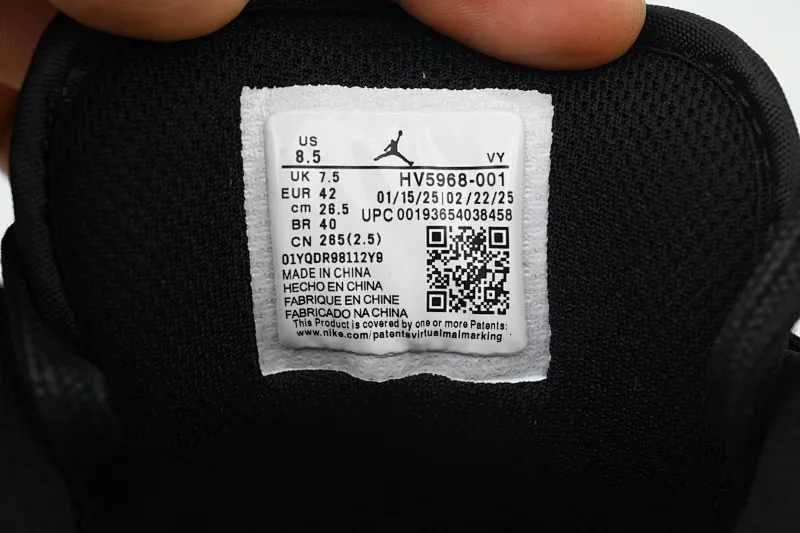 US
8.5 VY
UK 7.5 HV5968-001
EUR 42 01/15/25|02/22/25
cm 26.5 UPC 00193654038458
BR 40
CN 265(2.5)
01YQDR98112Y9
MADE IN CHINA
HECHO EN CHINA
FABRIQUE EN CHINE
FABRICADO NA CHINA
This Product is covered by one or more Patents:
www.nike.com/patentsvirtualmalmarking